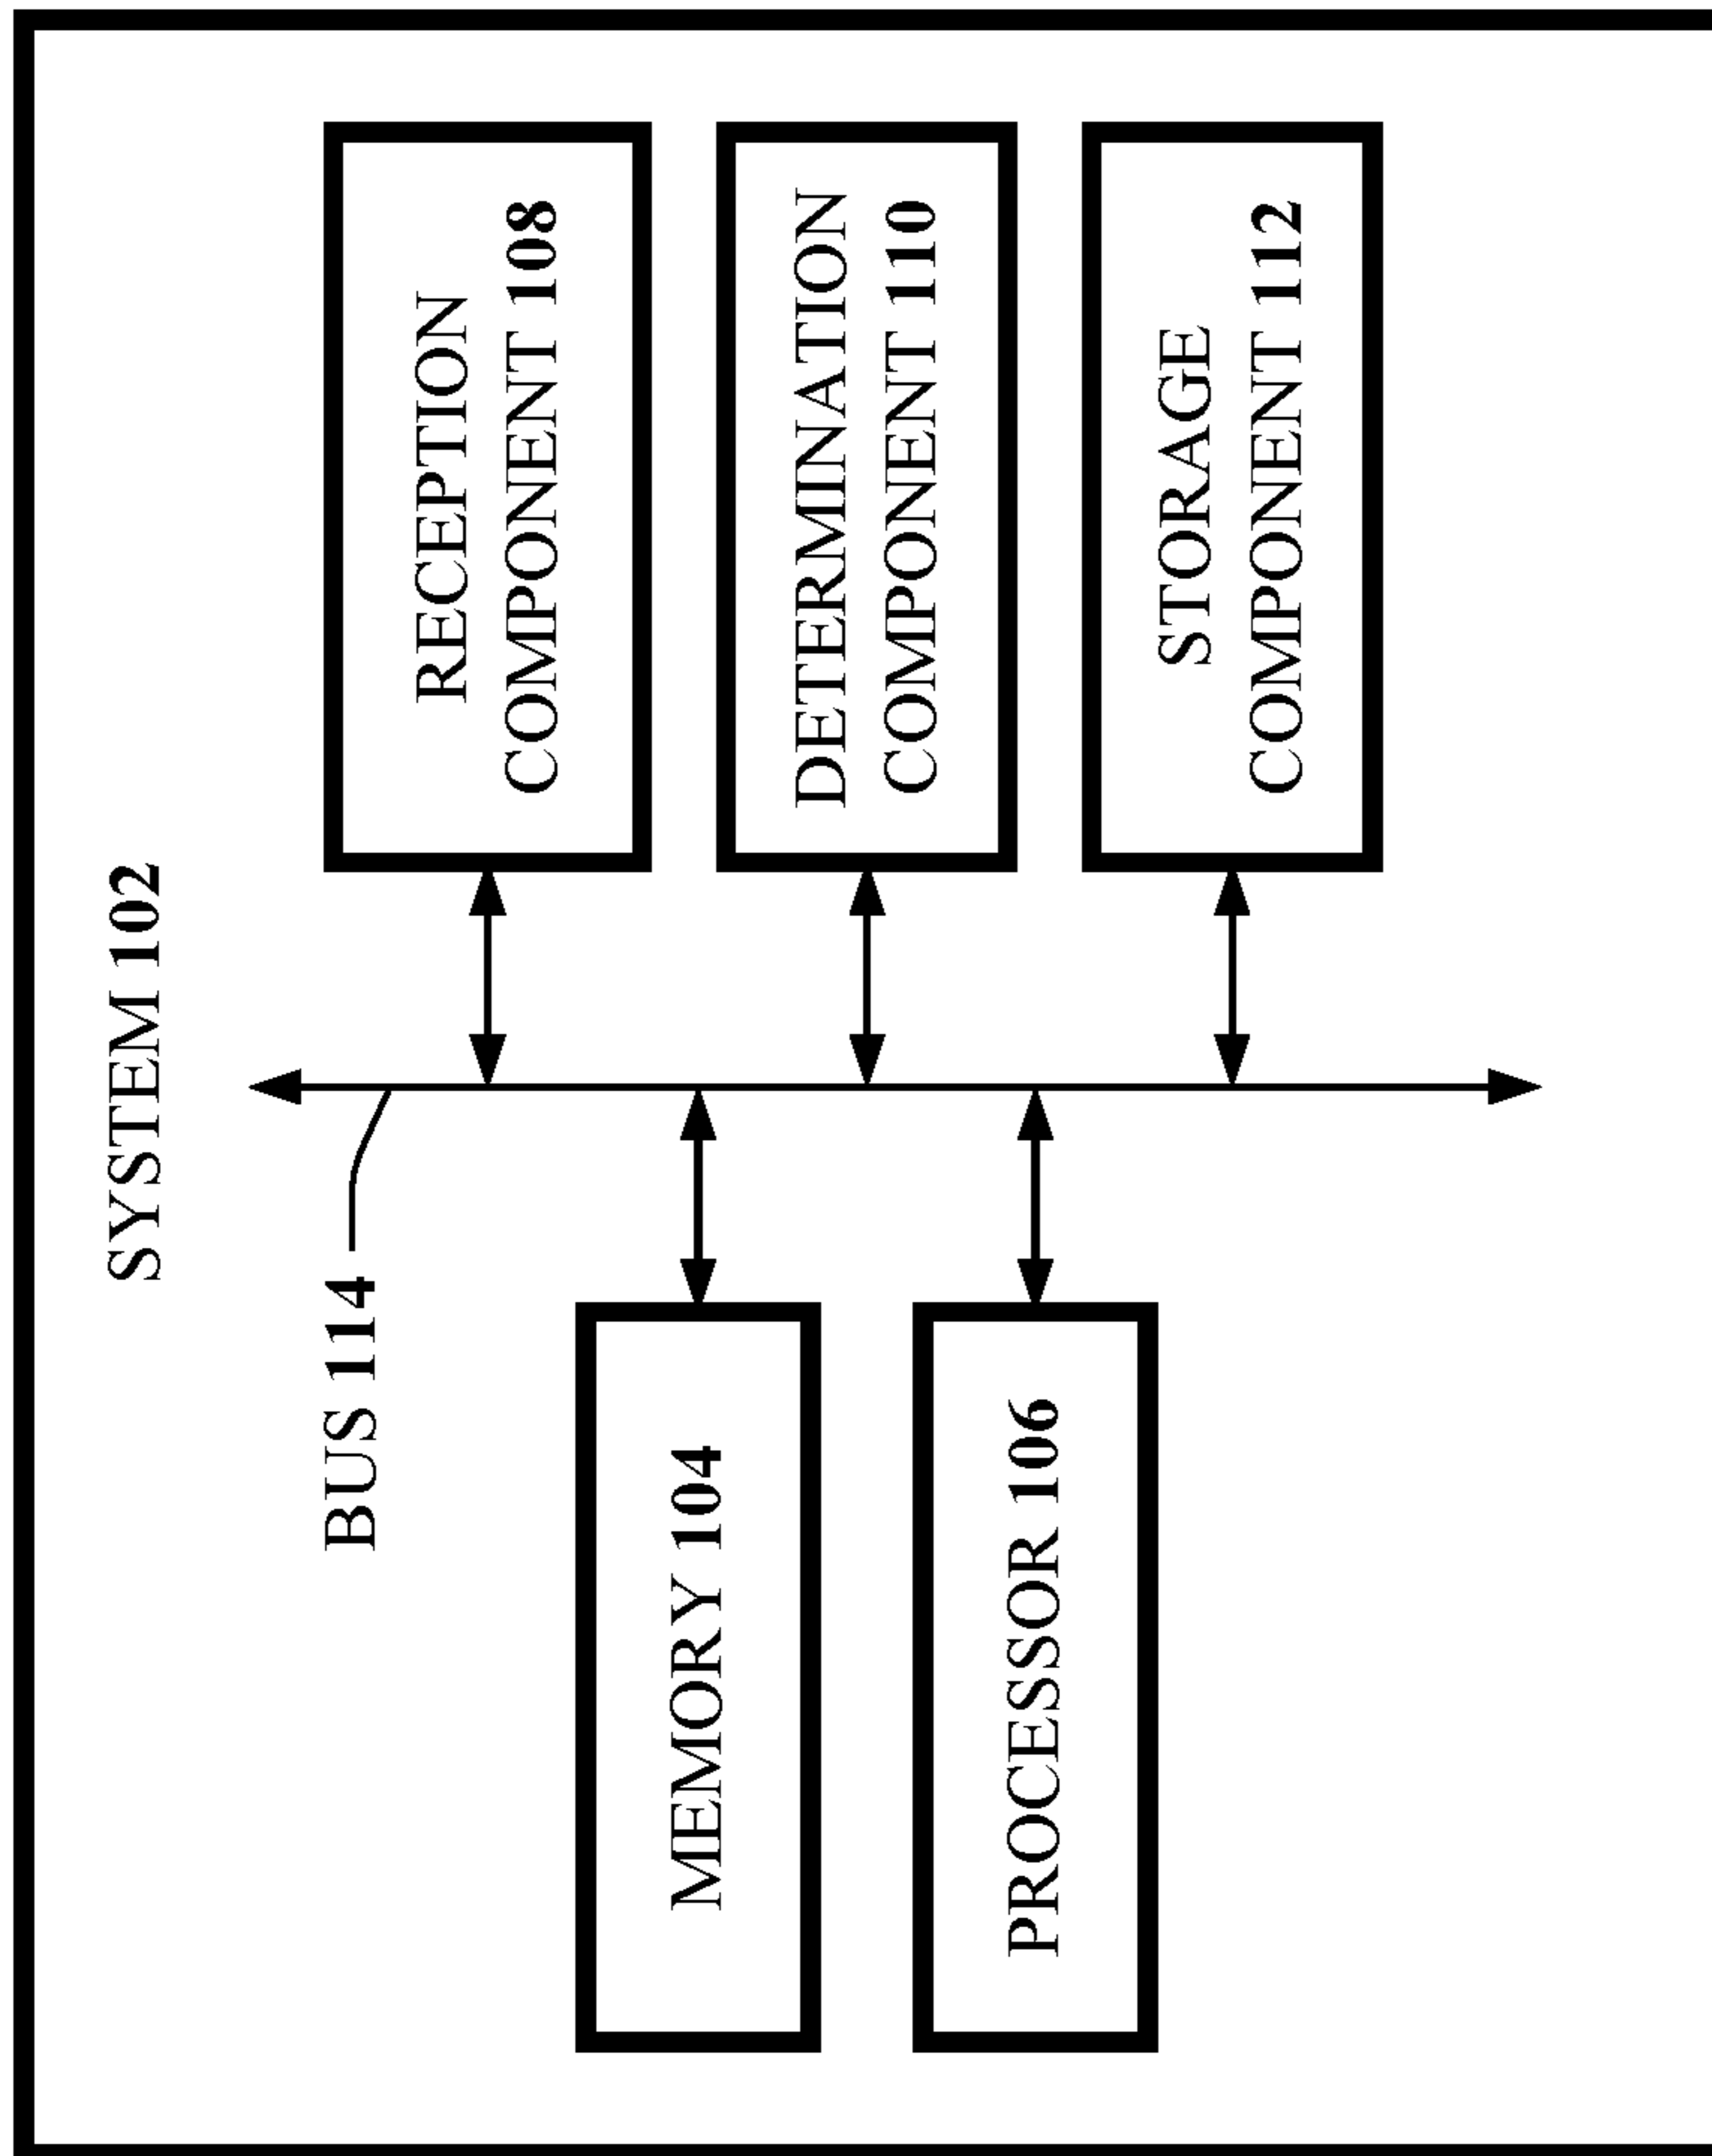 SYSTEM 102
BUS 114
MEMORY 104
PROCESSOR 106
RECEPTION
COMPONENT 108
DETERMINATION
COMPONENT 110
STORAGE
COMPONENT 112